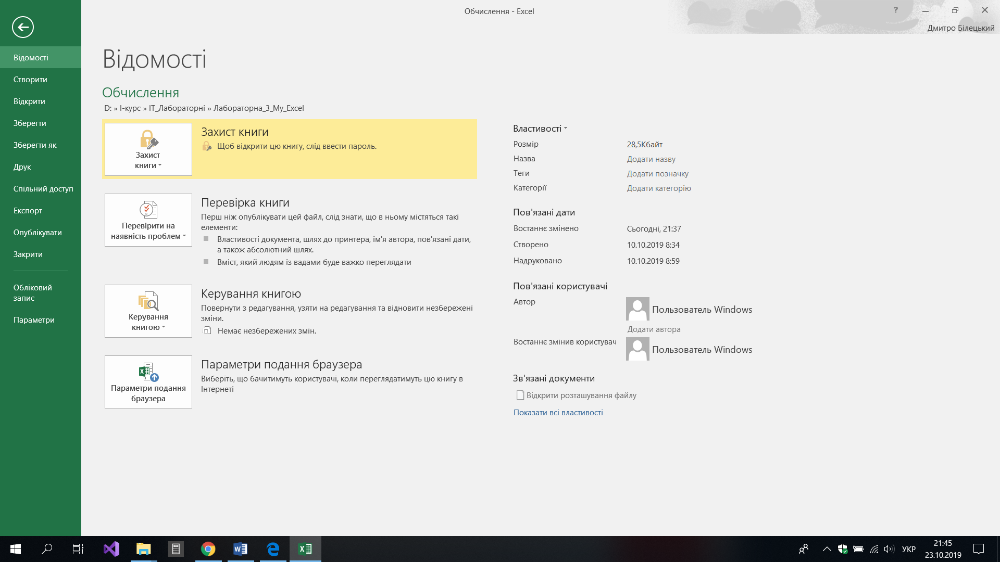 Обчислення - Excel
?
Дмитро Білецький
Відомості
Створити
Відкрити
Зберегти
Зберегти як
Друк
Спільний доступ
Експорт
Опублікувати
Закрити
Обліковий
запис
Параметри
Відомості
Обчислення
D: » І-курс » ІТ_Лабораторні » Лабораторна_3_My_Excel
Захист
книги
Захист книги
Щоб відкрити цю книгу, слід ввести пароль.
Перевірити на
наявність проблем
Перевірка книги
Перш ніж опублікувати цей файл, слід знати, що в ньому містяться такі
елементи:
Властивості документа, шлях до принтера, ім'я автора, пов'язані дати,
а також абсолютний шлях.
Вміст, який людям із вадами буде важко переглядати
Керування
книгою
Керування книгою
Повернути з редагування, узяти на редагування та відновити незбережені
зміни.
Немає незбережених змін.
Параметри подання
браузера
Параметри подання браузера
Виберіть, що бачитимуть користувачі, коли переглядатимуть цю книгу в
Інтернеті
Властивості
Розмір 28,5Кбайт
Назва Додати назву
Теги Додати позначку
Категорії Додати категорію
Пов'язані дати
Востаннє змінено Сьогодні, 21:37
Створено 10.10.2019 8:34
Надруковано 10.10.2019 8:59
Пов'язані користувачі
Автор Пользователь Windows
Додати автора
Востаннє змінив користувач Пользователь Windows
Зв'язані документи
Відкрити розташування файлу
Показати всі властивості
УКР
21:45
23.10.2019